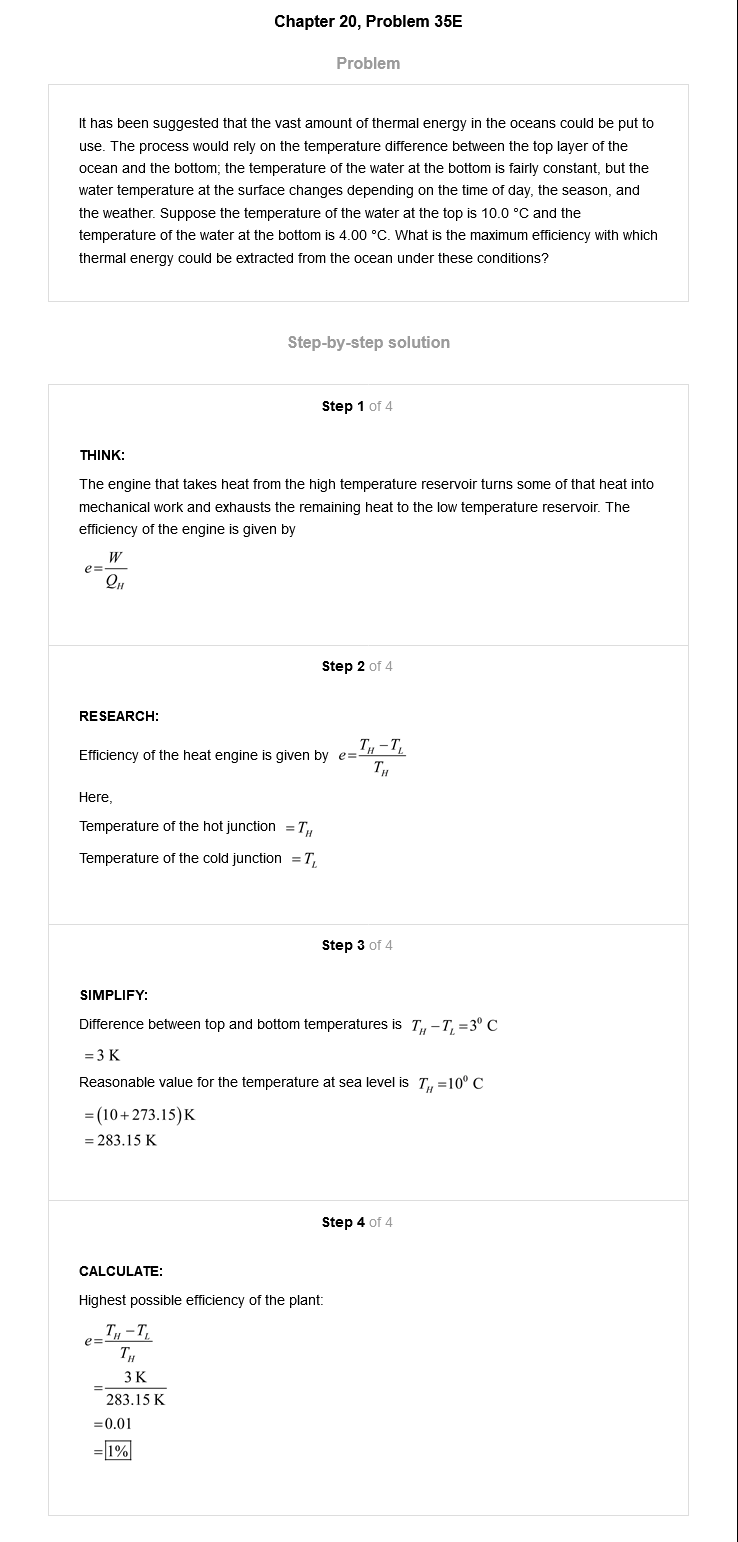 Chapter 20, Problem 35E
Problem
It has been suggested that the vast amount of thermal energy in the oceans could be put to
use. The process would rely on the temperature difference between the top layer of the
ocean and the bottom; the temperature of the water at the bottom is fairly constant, but the
water temperature at the surface changes depending on the time of day, the season, and
the weather. Suppose the temperature of the water at the top is 10.0 °C and the
temperature of the water at the bottom is 4.00 °C. What is the maximum efficiency with which
thermal energy could be extracted from the ocean under these conditions?
Step-by-step solution
Step 1 of 4
THINK:
The engine that takes heat from the high temperature reservoir turns some of that heat into
mechanical work and exhausts the remaining heat to the low temperature reservoir. The
efficiency of the engine is given by
e = W / Q_H
Step 2 of 4
RESEARCH:
Efficiency of the heat engine is given by e = (T_H − T_L) / T_H
Here,
Temperature of the hot junction = T_H
Temperature of the cold junction = T_L
Step 3 of 4
SIMPLIFY:
Difference between top and bottom temperatures is T_H − T_L = 3⁰ C
= 3 K
Reasonable value for the temperature at sea level is T_H = 10⁰ C
= (10 + 273.15) K
= 283.15 K
Step 4 of 4
CALCULATE:
Highest possible efficiency of the plant:
e = (T_H − T_L) / T_H
= 3 K / 283.15 K
= 0.01
= 1%